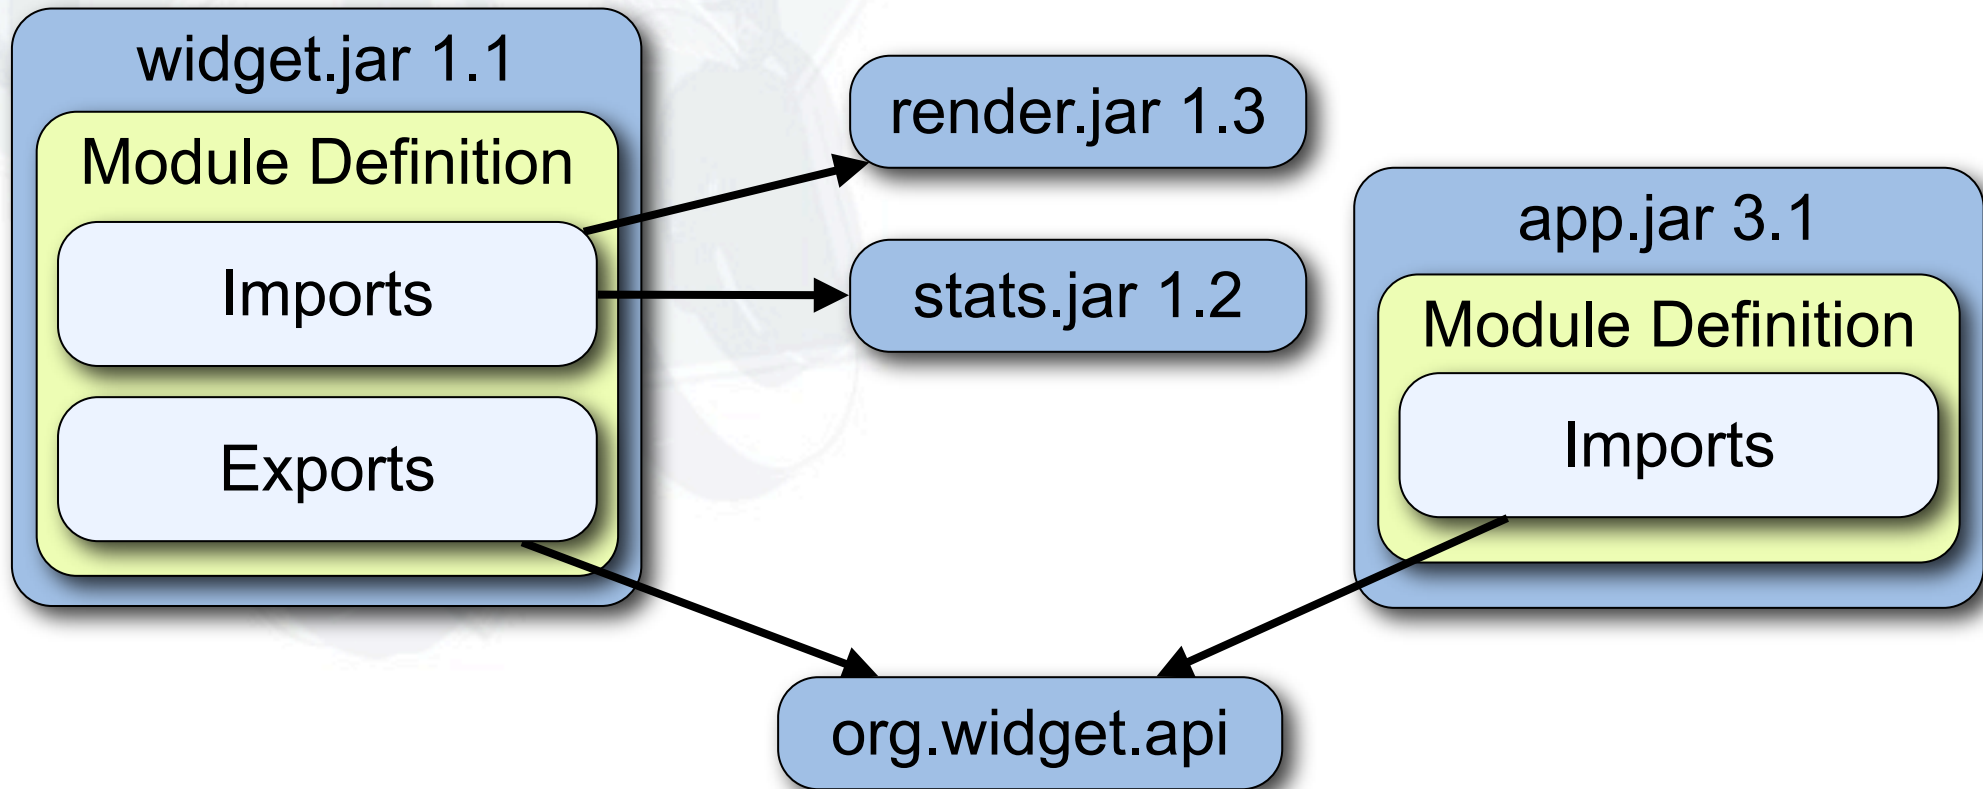 widget.jar 1.1
Module Definition
Imports
Exports
render.jar 1.3
stats.jar 1.2
app.jar 3.1
Module Definition
Imports
org.widget.api